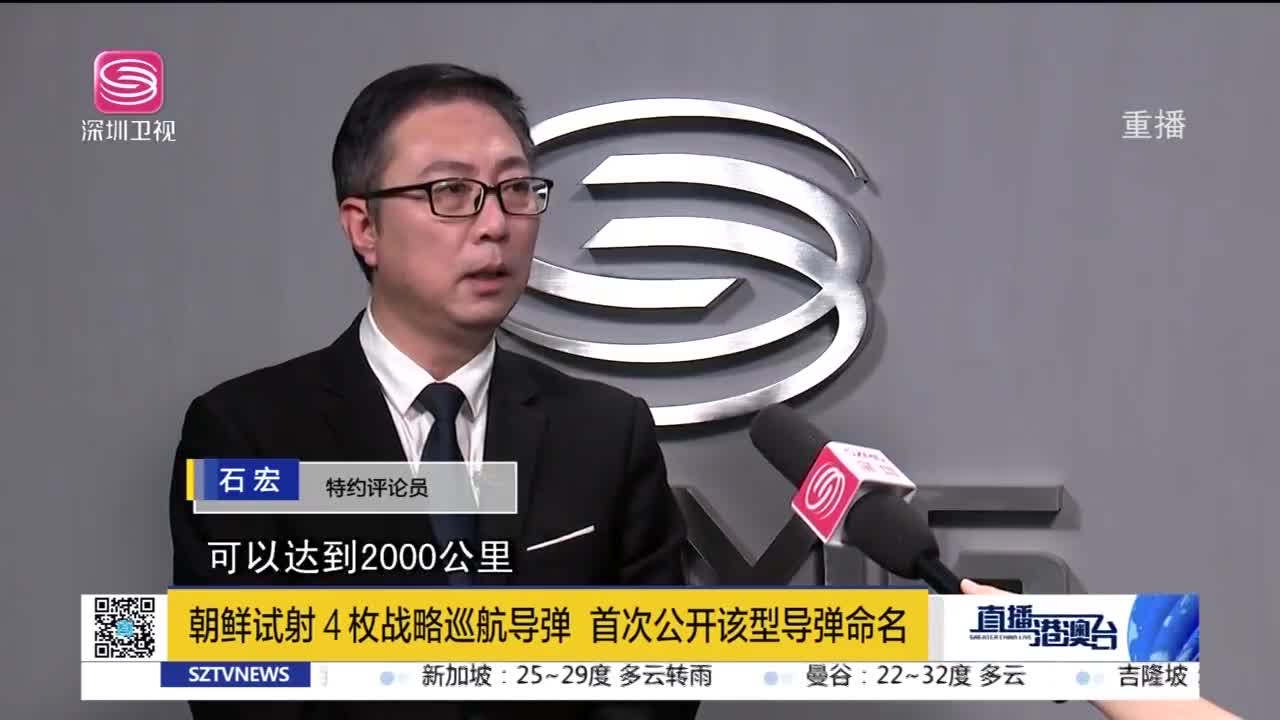 深圳卫视
重播
石宏
特约评论员
可以达到2000公里
朝鲜试射4枚战略巡航导弹 首次公开该型导弹命名
直播港澳台
GREATER CHINA LIVE
SZTVNEWS
新加坡：25~29度 多云转雨 曼谷：22~32度 多云 吉隆坡